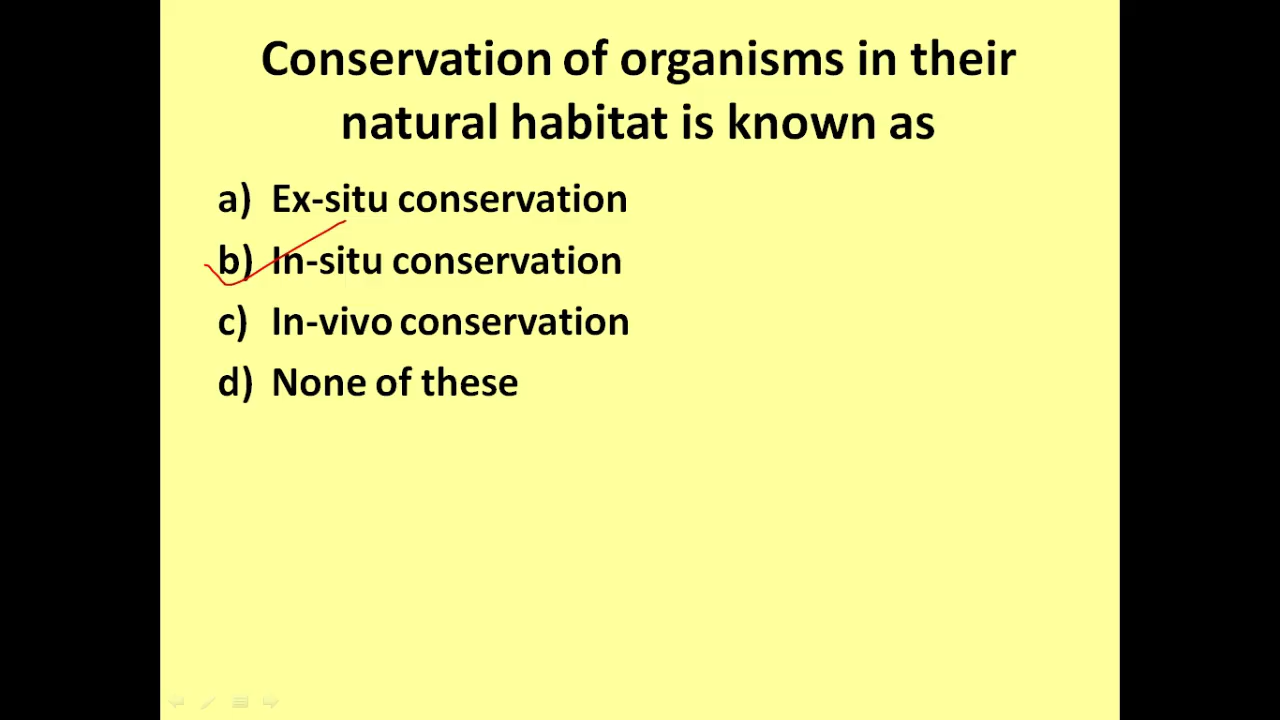 Conservation of organisms in their
natural habitat is known as
a) Ex-situ conservation
b) In-situ conservation
c) In-vivo conservation
d) None of these